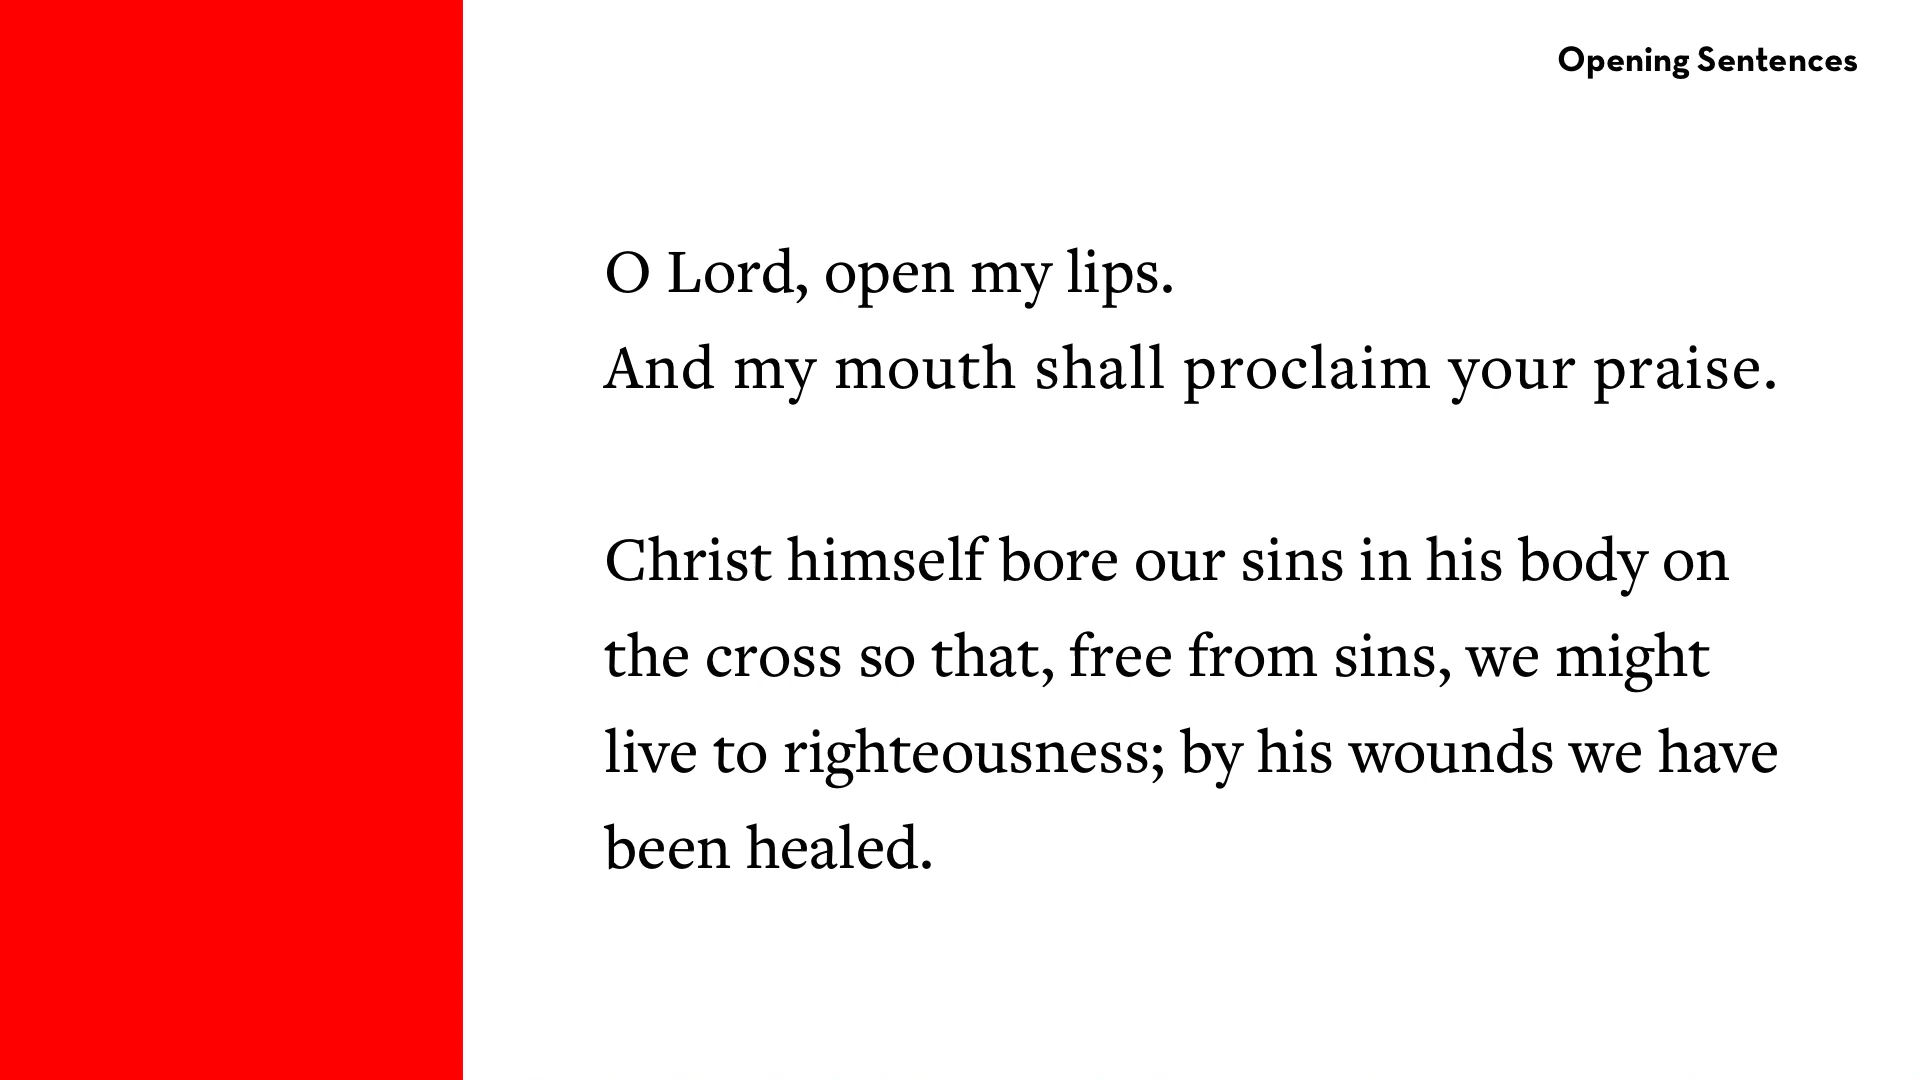 Opening Sentences
O Lord, open my lips.
And my mouth shall proclaim your praise.
Christ himself bore our sins in his body on
the cross so that, free from sins, we might
live to righteousness; by his wounds we have
been healed.